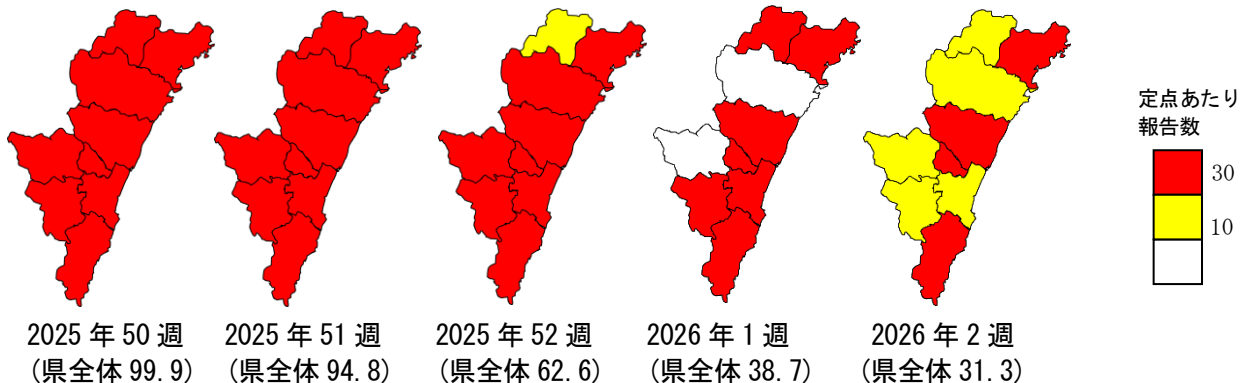 定点あたり
報告数
30
10
2025 年 50 週
(県全体 99.9)
2025 年 51 週
(県全体 94.8)
2025 年 52 週
(県全体 62.6)
2026 年 1 週
(県全体 38.7)
2026 年 2 週
(県全体 31.3)